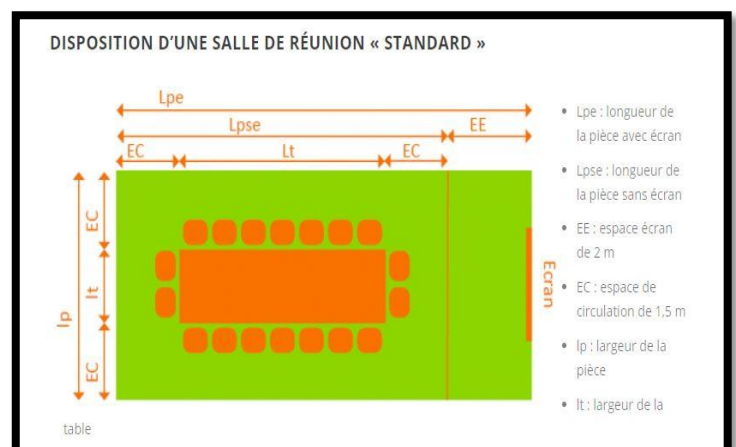 DISPOSITION D'UNE SALLE DE RÉUNION « STANDARD »
Lpe
Lpse
EE
EC
Lt
EC
EC
lt
lp
EC
Ecran
• Lpe : longueur de
la pièce avec écran
• Lpse : longueur de
la pièce sans écran
• EE : espace écran
de 2 m
• EC : espace de
circulation de 1,5 m
• lp : largeur de la
pièce
• lt : largeur de la
table